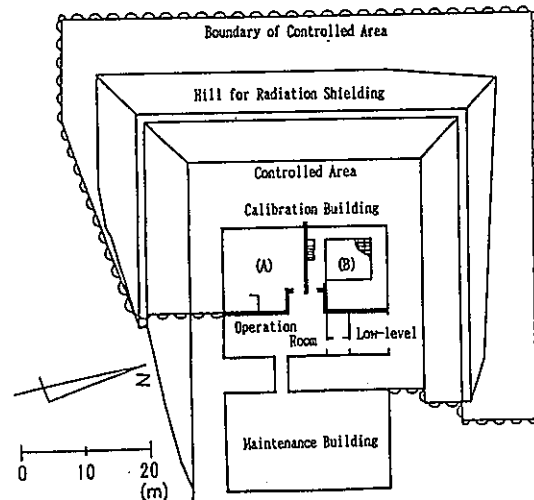 Boundary of Controlled Area
Hill for Radiation Shielding
Controlled Area
Calibration Building
(A)
(B)
Operation
Room
Low-level
N
Maintenance Building
0 10 20
(m)